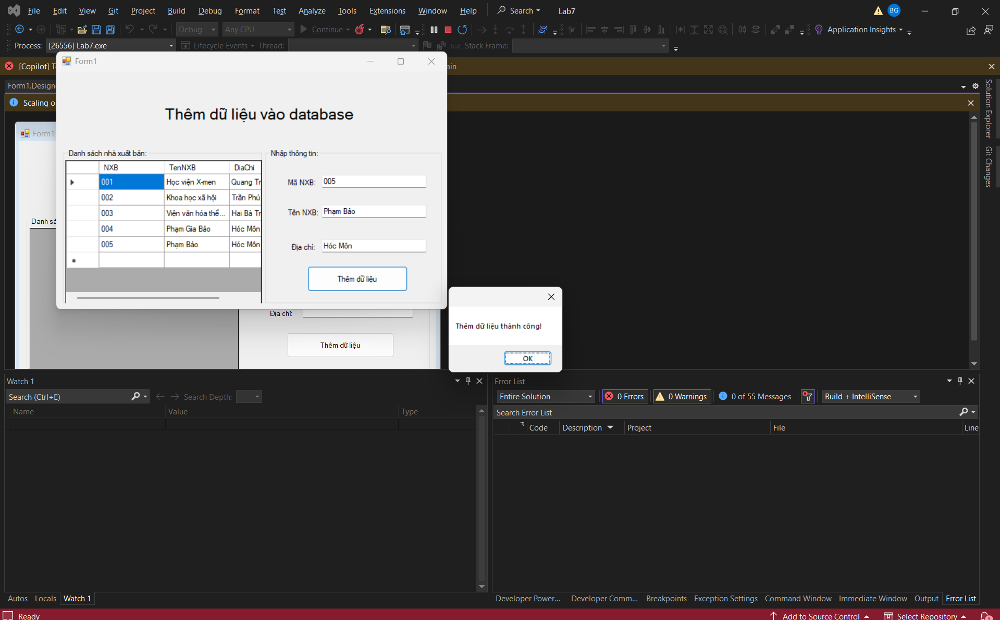 File Edit View Git Project Build Debug Format Test Analyze Tools Extensions Window Help Search Lab7 BG
Debug Any CPU Continue Application Insights
Process: [26556] Lab7.exe Lifecycle Events Thread: Stack Frame:
[Copilot]
Form1
Form1.Design
Scaling
Thêm dữ liệu vào database
Form1
Danh sách nhà xuất bản:
NXB TenNXB DiaChi
001 Học viện X-men Quang Tr
002 Khoa học xã hội Trần Phú
003 Viện văn hóa thể... Hai Bà Tr
004 Phạm Gia Bảo Hóc Môn
005 Phạm Bảo Hóc Môn
Nhập thông tin:
Mã NXB: 005
Tên NXB: Phạm Bảo
Địa chỉ: Hóc Môn
Thêm dữ liệu
Danh sá
Địa chỉ:
Thêm dữ liệu
Thêm dữ liệu thành công!
OK
Solution Explorer
Git Changes
Watch 1
Search (Ctrl+E) Search Depth:
Name Value Type
Autos Locals Watch 1
Error List
Entire Solution 0 Errors 0 Warnings 0 of 55 Messages Build + IntelliSense
Search Error List
Code Description Project File Line
Developer Power... Developer Comm... Breakpoints Exception Settings Command Window Immediate Window Output Error List
Ready Add to Source Control Select Repository 1